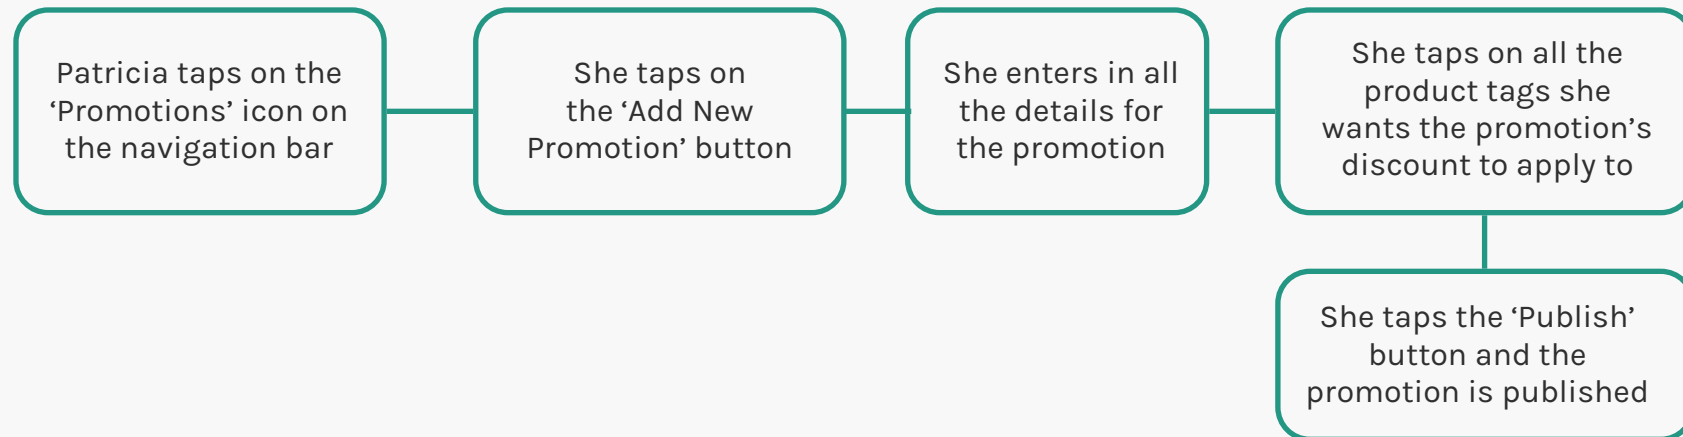 Patricia taps on the
‘Promotions’ icon on
the navigation bar
She taps on
the ‘Add New
Promotion’ button
She enters in all
the details for
the promotion
She taps on all the
product tags she
wants the promotion’s
discount to apply to
She taps the ‘Publish’
button and the
promotion is published